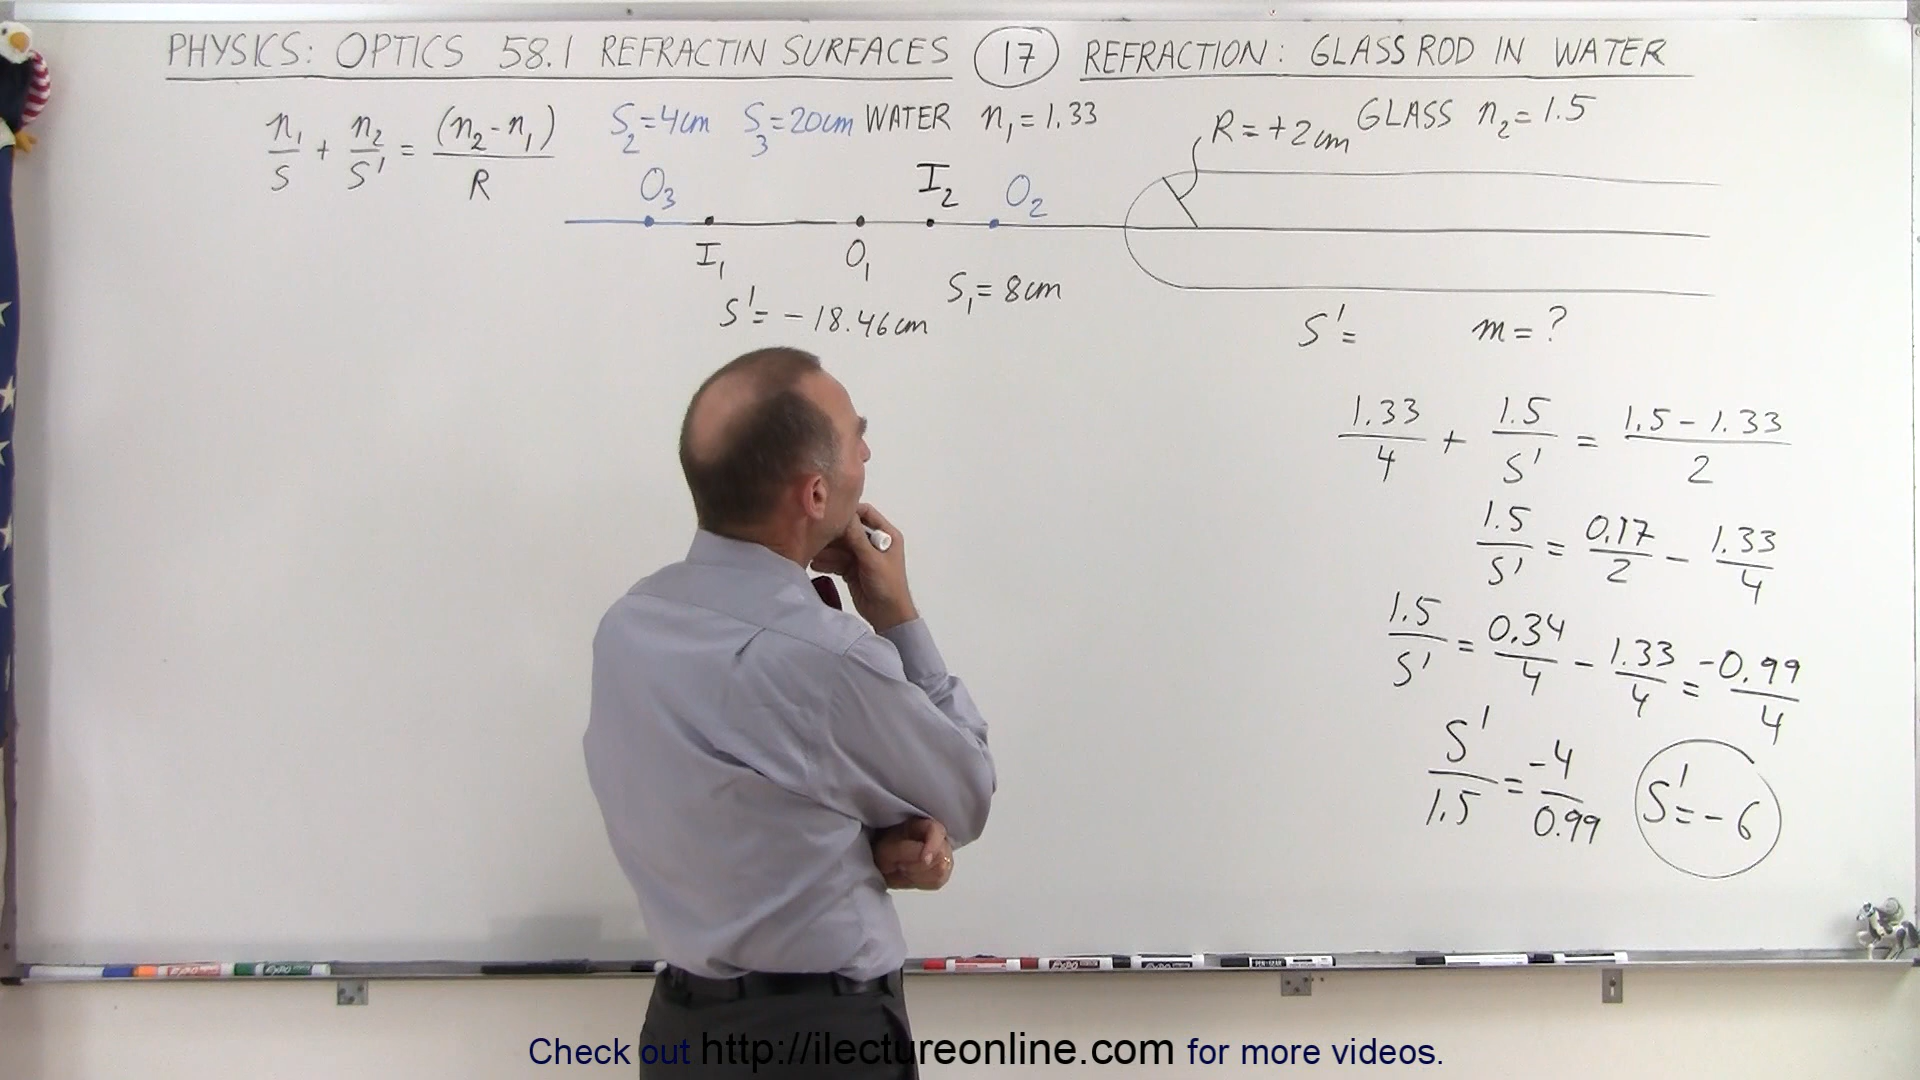 PHYSICS: OPTICS 58.1 REFRACTIN SURFACES 17 REFRACTION: GLASS ROD IN WATER
n₁/S + n₂/S' = (n₂-n₁)/R
S₂=4cm S₃=20cm WATER n₁=1.33
R=+2cm GLASS n₂=1.5
O₃ I₂ O₂
I₁ O₁
S'=-18.46cm S₁=8cm
S'= m=?
1.33/4 + 1.5/S' = 1.5-1.33/2
1.5/S' = 0.17/2 - 1.33/4
1.5/S' = 0.34/4 - 1.33/4 = -0.99/4
S'/1.5 = -4/0.99 S'=-6
EXPO
EXPO
EXPO
EXPO
Check out http://ilectureonline.com for more videos.